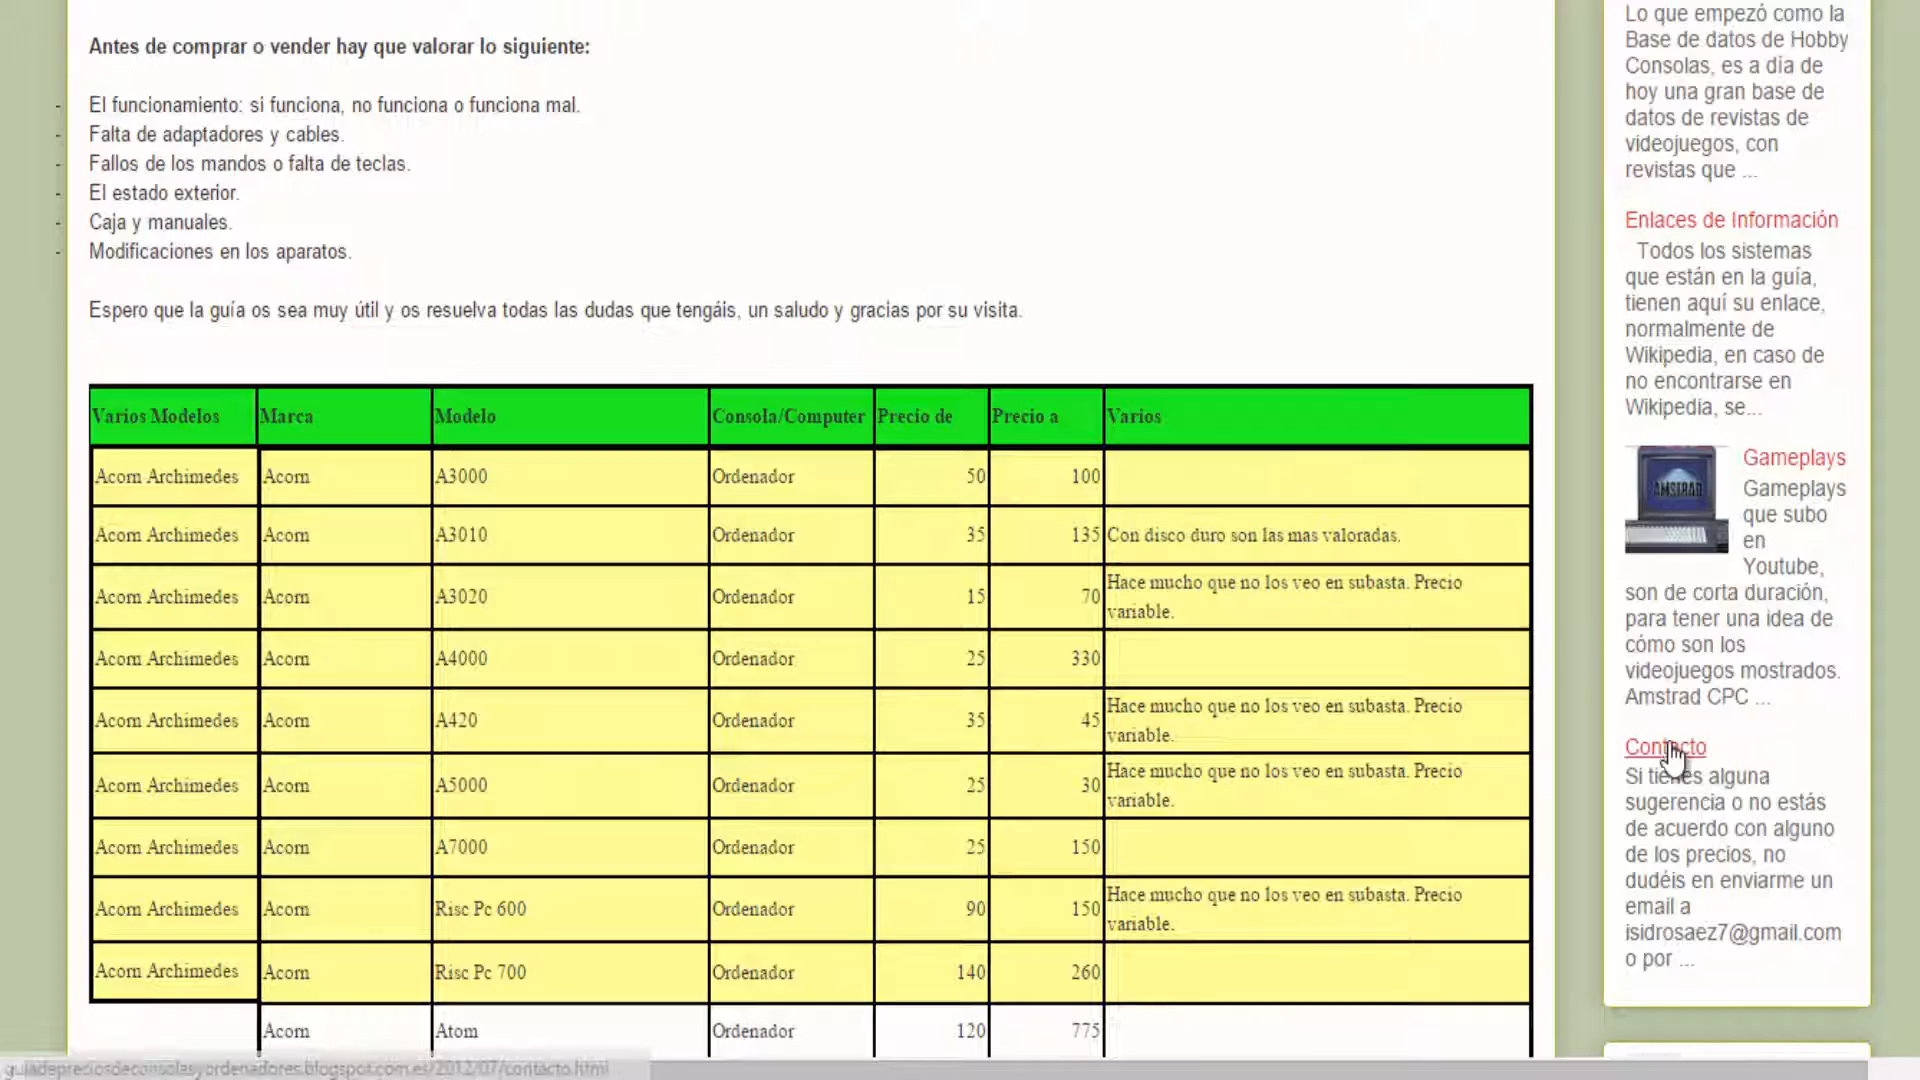 Antes de comprar o vender hay que valorar lo siguiente:
- El funcionamiento: si funciona, no funciona o funciona mal.
- Falta de adaptadores y cables.
- Fallos de los mandos o falta de teclas.
- El estado exterior.
- Caja y manuales.
- Modificaciones en los aparatos.
Espero que la guía os sea muy útil y os resuelva todas las dudas que tengáis, un saludo y gracias por su visita.
Varios Modelos Marca Modelo Consola/Computer Precio de Precio a Varios
Acorn Archimedes Acorn A3000 Ordenador 50 100
Acorn Archimedes Acorn A3010 Ordenador 35 135 Con disco duro son las mas valoradas.
Acorn Archimedes Acorn A3020 Ordenador 15 70 Hace mucho que no los veo en subasta. Precio
variable.
Acorn Archimedes Acorn A4000 Ordenador 25 330
Acorn Archimedes Acorn A420 Ordenador 35 45 Hace mucho que no los veo en subasta. Precio
variable.
Acorn Archimedes Acorn A5000 Ordenador 25 30 Hace mucho que no los veo en subasta. Precio
variable.
Acorn Archimedes Acorn A7000 Ordenador 25 150
Acorn Archimedes Acorn Risc Pc 600 Ordenador 90 150 Hace mucho que no los veo en subasta. Precio
variable.
Acorn Archimedes Acorn Risc Pc 700 Ordenador 140 260
Acorn Atom Ordenador 120 775
Lo que empezó como la
Base de datos de Hobby
Consolas, es a día de
hoy una gran base de
datos de revistas de
videojuegos, con
revistas que ...
Enlaces de Información
Todos los sistemas
que están en la guía,
tienen aquí su enlace,
normalmente de
Wikipedia, en caso de
no encontrarse en
Wikipedia, se...
AMSTRAD
Gameplays
Gameplays
que subo
en
Youtube,
son de corta duración,
para tener una idea de
cómo son los
videojuegos mostrados.
Amstrad CPC ...
Contacto
Si tienes alguna
sugerencia o no estás
de acuerdo con alguno
de los precios, no
dudéis en enviarme un
email a
isidrosaez7@gmail.com
o por ...
guiadepreciosdeconsolasyordenadores.blogspot.com.es/2012/07/contacto.html